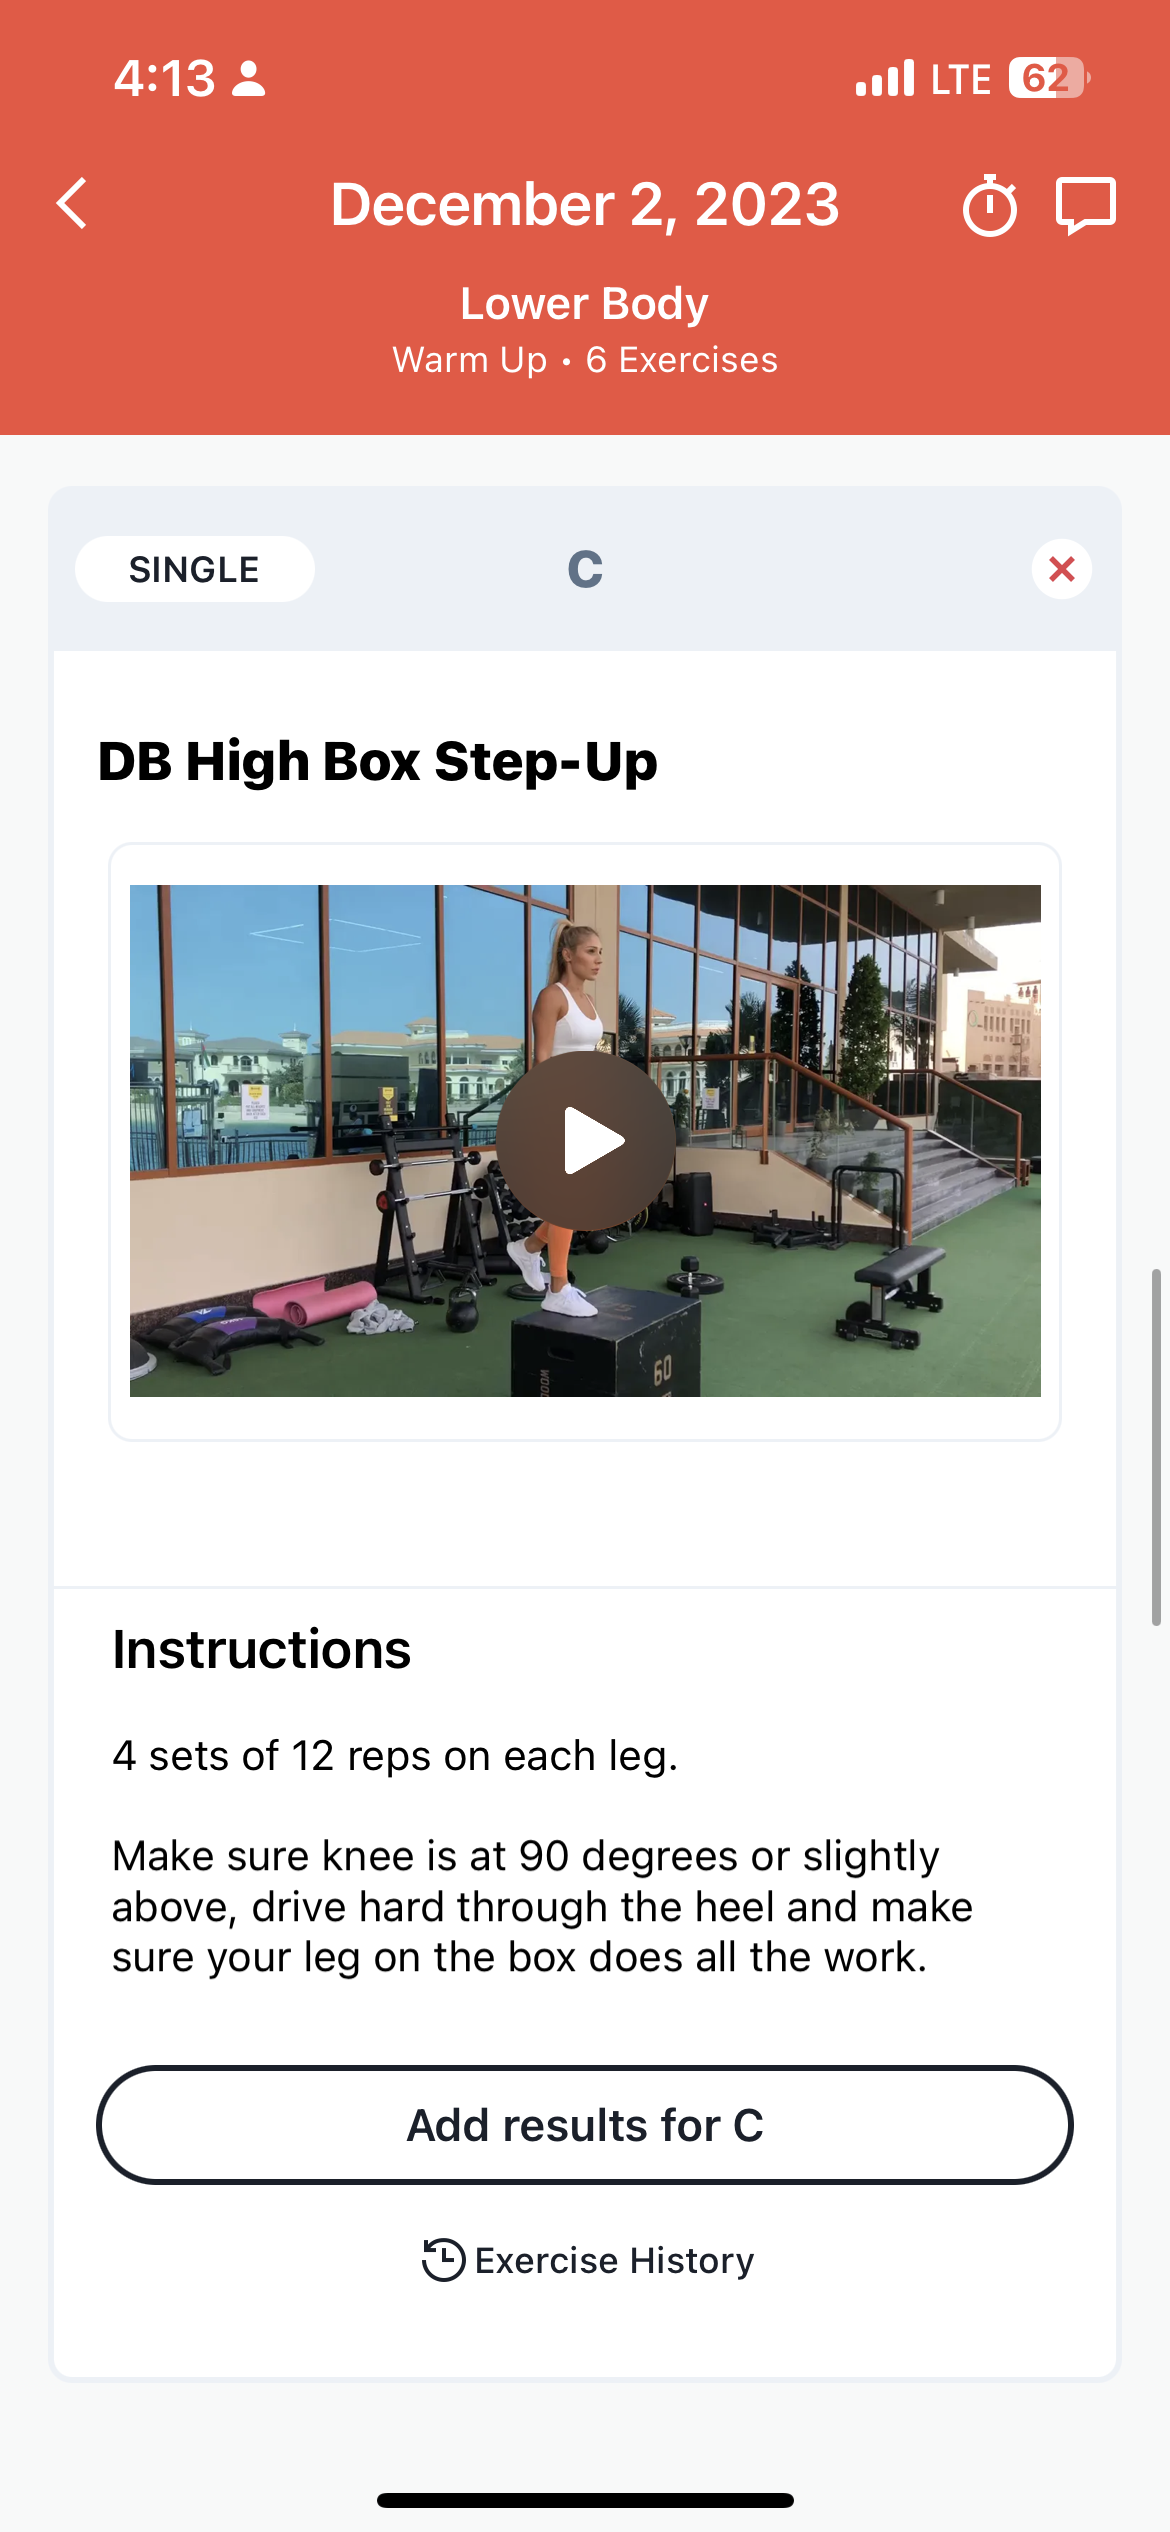 4:13
LTE 62
December 2, 2023
Lower Body
Warm Up • 6 Exercises
SINGLE
C
DB High Box Step-Up
60
WOOD
Instructions
4 sets of 12 reps on each leg.
Make sure knee is at 90 degrees or slightly
above, drive hard through the heel and make
sure your leg on the box does all the work.
Add results for C
Exercise History